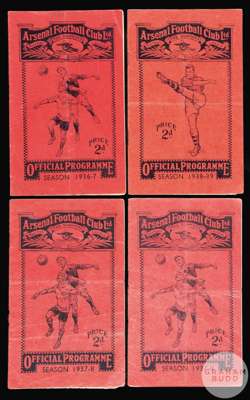 Arsenal Football Club Ltd
PRICE
2d
OFFICIAL PROGRAMME
SEASON 1936-7
Arsenal Football Club Ltd
PRICE
2d
OFFICIAL PROGRAMME
SEASON 1938-39
Arsenal Football Club Ltd
PRICE
2d
OFFICIAL PROGRAMME
SEASON 1937-8
Arsenal Football Club Ltd
PRICE
2d
OFFICIAL PROGRAMME
SEASON
GRAHAM
BUDD